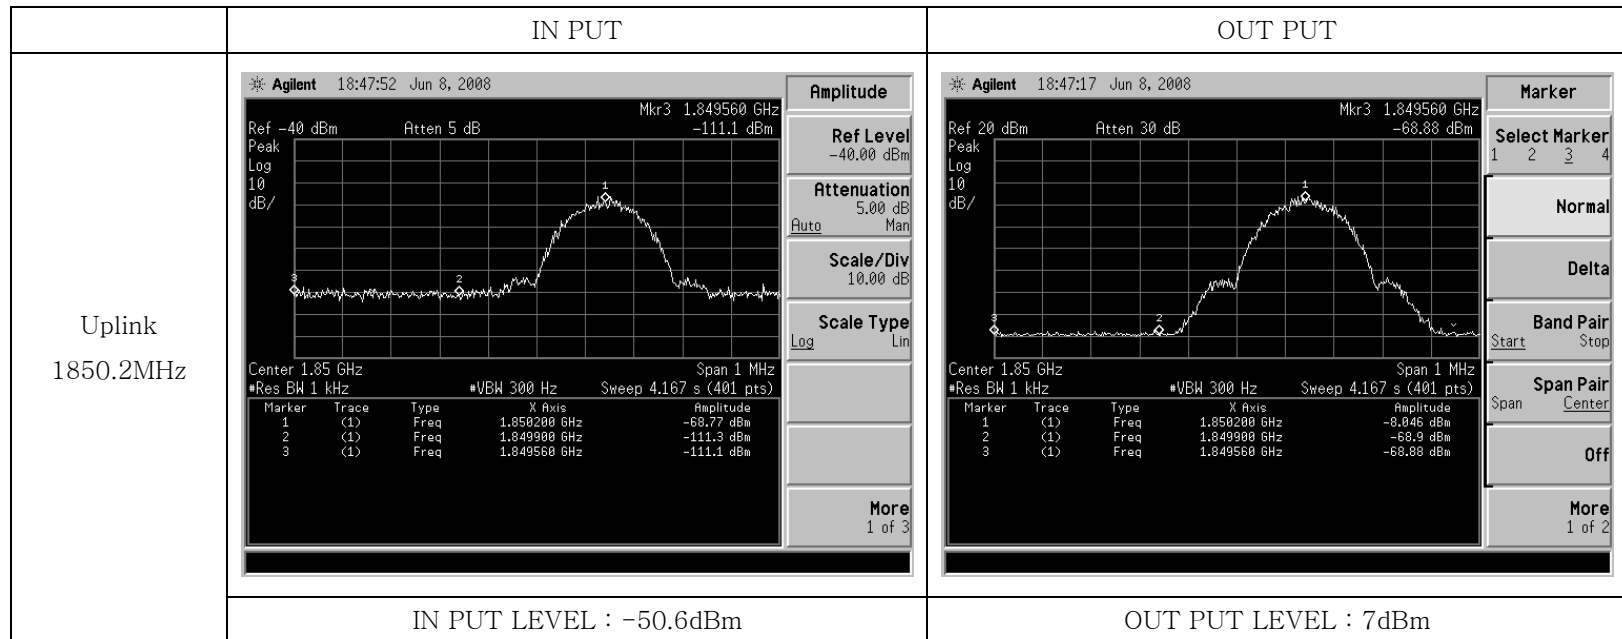 IN PUT
OUT PUT
Uplink
1850.2MHz
Agilent 18:47:52 Jun 8, 2008
Mkr3 1.849560 GHz
Ref -40 dBm Atten 5 dB -111.1 dBm
Peak
Log
10
dB/
1
2
3
Center 1.85 GHz Span 1 MHz
#Res BW 1 kHz #VBW 300 Hz Sweep 4.167 s (401 pts)
Marker Trace Type X Axis Amplitude
1 (1) Freq 1.850200 GHz -68.77 dBm
2 (1) Freq 1.849900 GHz -111.3 dBm
3 (1) Freq 1.849560 GHz -111.1 dBm
Amplitude
Ref Level
-40.00 dBm
Attenuation
5.00 dB
Auto Man
Scale/Div
10.00 dB
Scale Type
Log Lin
More
1 of 3
Agilent 18:47:17 Jun 8, 2008
Mkr3 1.849560 GHz
Ref 20 dBm Atten 30 dB -68.88 dBm
Peak
Log
10
dB/
1
2
3
Center 1.85 GHz Span 1 MHz
#Res BW 1 kHz #VBW 300 Hz Sweep 4.167 s (401 pts)
Marker Trace Type X Axis Amplitude
1 (1) Freq 1.850200 GHz -8.046 dBm
2 (1) Freq 1.849900 GHz -68.9 dBm
3 (1) Freq 1.849560 GHz -68.88 dBm
Marker
Select Marker
1 2 3 4
Normal
Delta
Band Pair
Start Stop
Span Pair
Span Center
Off
More
1 of 2
IN PUT LEVEL : -50.6dBm
OUT PUT LEVEL : 7dBm